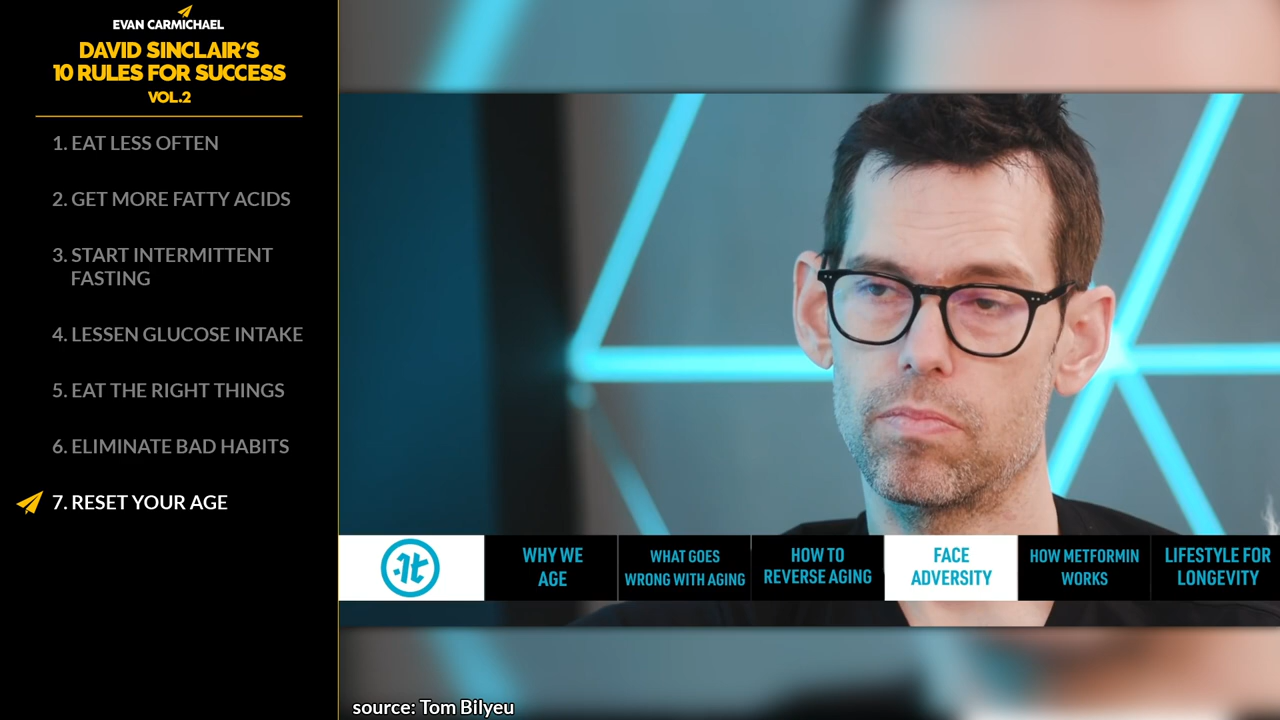 EVAN CARMICHAEL
DAVID SINCLAIR'S
10 RULES FOR SUCCESS
VOL.2
1. EAT LESS OFTEN
2. GET MORE FATTY ACIDS
3. START INTERMITTENT
FASTING
4. LESSEN GLUCOSE INTAKE
5. EAT THE RIGHT THINGS
6. ELIMINATE BAD HABITS
7. RESET YOUR AGE
It
WHY WE
AGE
WHAT GOES
WRONG WITH AGING
HOW TO
REVERSE AGING
FACE
ADVERSITY
HOW METFORMIN
WORKS
LIFESTYLE FOR
LONGEVITY
source: Tom Bilyeu